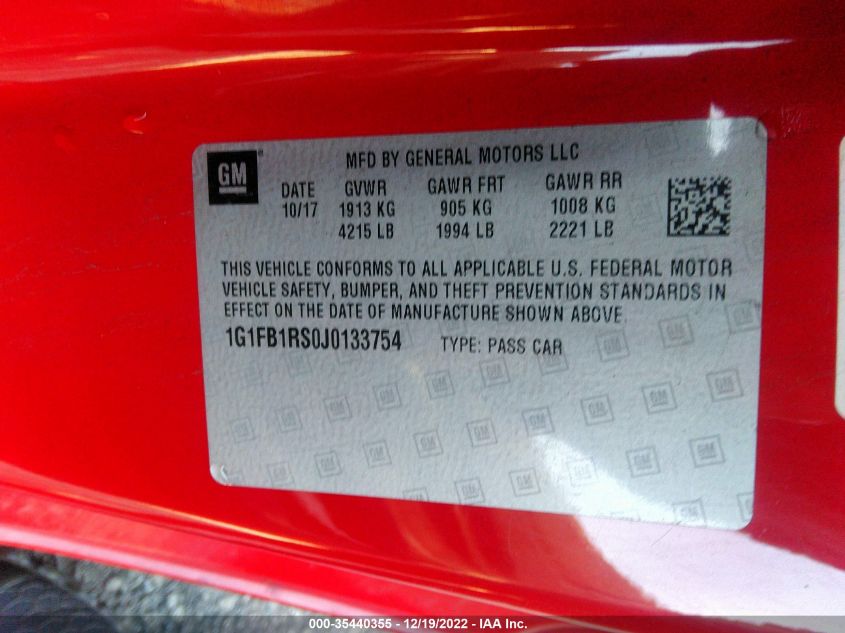 GM
MFD BY GENERAL MOTORS LLC
DATE GVWR GAWR FRT GAWR RR
10/17 1913 KG 905 KG 1008 KG
4215 LB 1994 LB 2221 LB
THIS VEHICLE CONFORMS TO ALL APPLICABLE U.S. FEDERAL MOTOR
VEHICLE SAFETY, BUMPER, AND THEFT PREVENTION STANDARDS IN
EFFECT ON THE DATE OF MANUFACTURE SHOWN ABOVE.
1G1FB1RS0J0133754 TYPE: PASS CAR
000-35440355 - 12/19/2022 - IAA Inc.